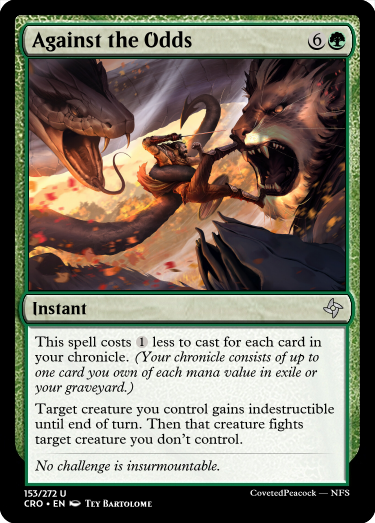 Against the Odds 6
Instant
This spell costs 1 less to cast for each card in
your chronicle. (Your chronicle consists of up to
one card you own of each mana value in exile or
your graveyard.)
Target creature you control gains indestructible
until end of turn. Then that creature fights
target creature you don't control.
No challenge is insurmountable.
153/272 U
CRO • EN TEY BARTOLOME
CovetedPeacock — NFS